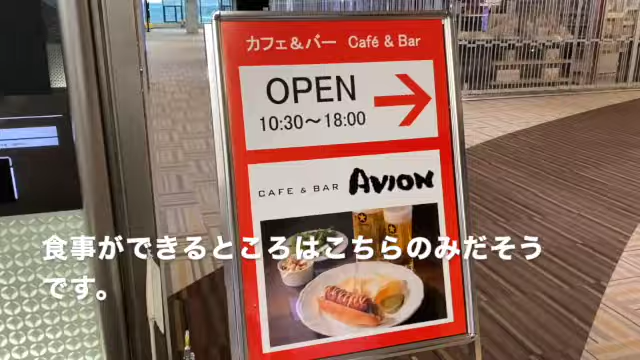 カフェ&バー Café & Bar
OPEN
10:30〜18:00
CAFE & BAR AVION
食事ができるところはこちらのみだそう
です。